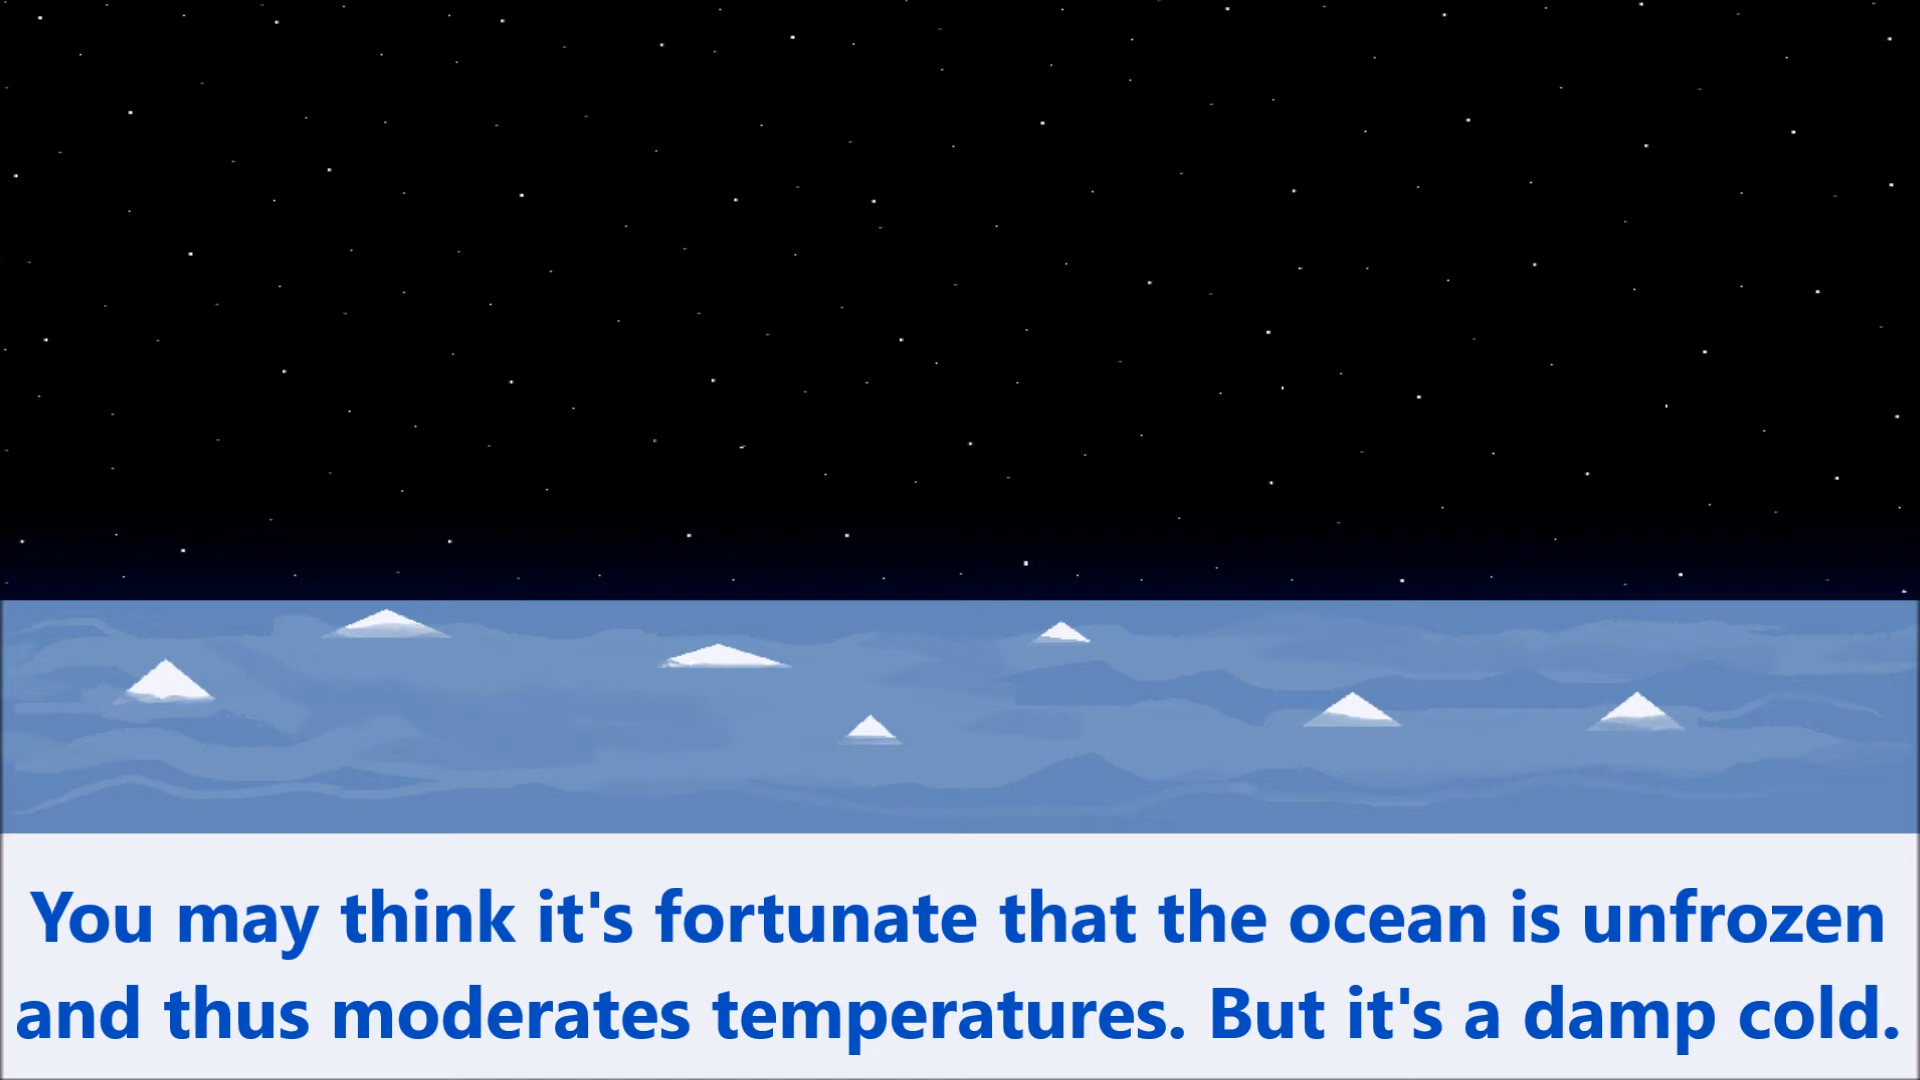 You may think it's fortunate that the ocean is unfrozen
and thus moderates temperatures. But it's a damp cold.